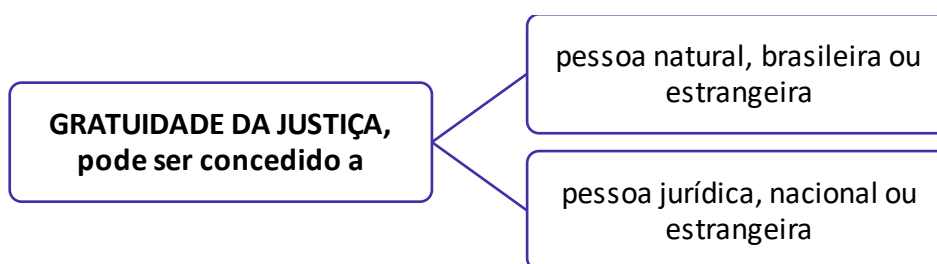 GRATUIDADE DA JUSTIÇA,
pode ser concedido a
pessoa natural, brasileira ou
estrangeira
pessoa jurídica, nacional ou
estrangeira